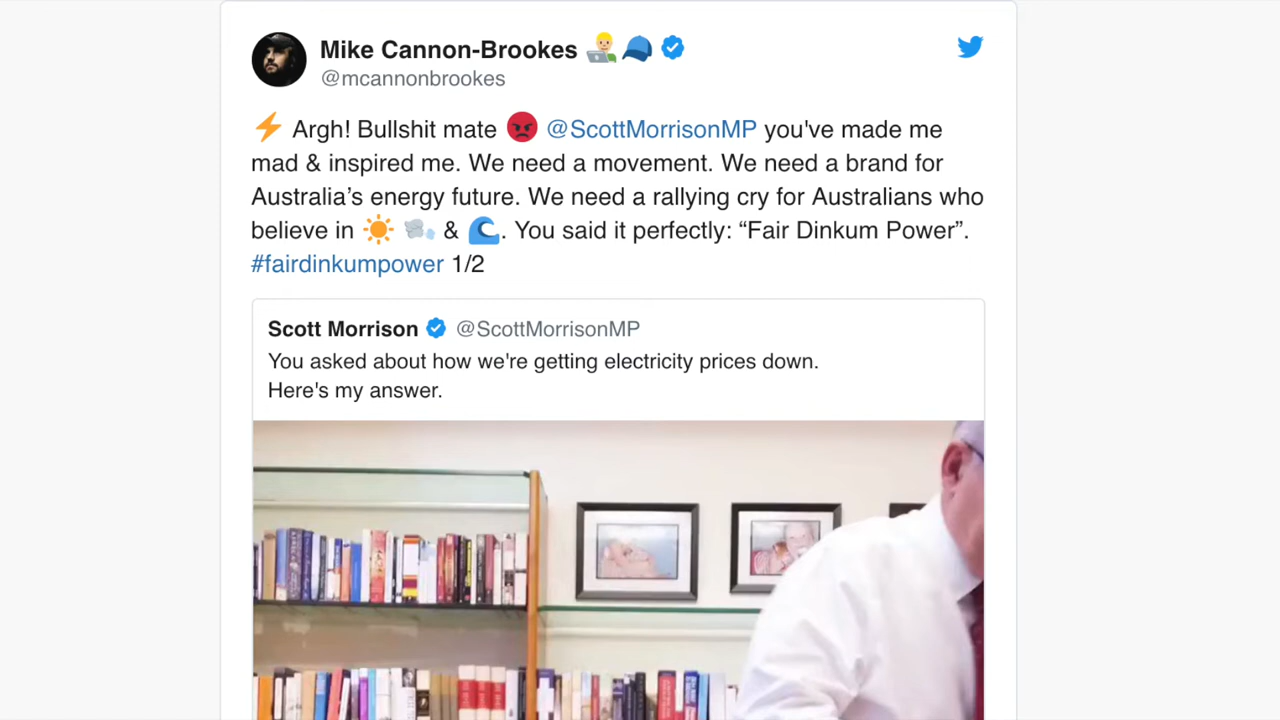 Mike Cannon-Brookes 👨🏼‍💻🧢
@mcannonbrookes
⚡ Argh! Bullshit mate 😡 @ScottMorrisonMP you've made me
mad & inspired me. We need a movement. We need a brand for
Australia’s energy future. We need a rallying cry for Australians who
believe in ☀️ 🌬️ & 🌊. You said it perfectly: “Fair Dinkum Power”.
#fairdinkumpower 1/2
Scott Morrison @ScottMorrisonMP
You asked about how we're getting electricity prices down.
Here's my answer.